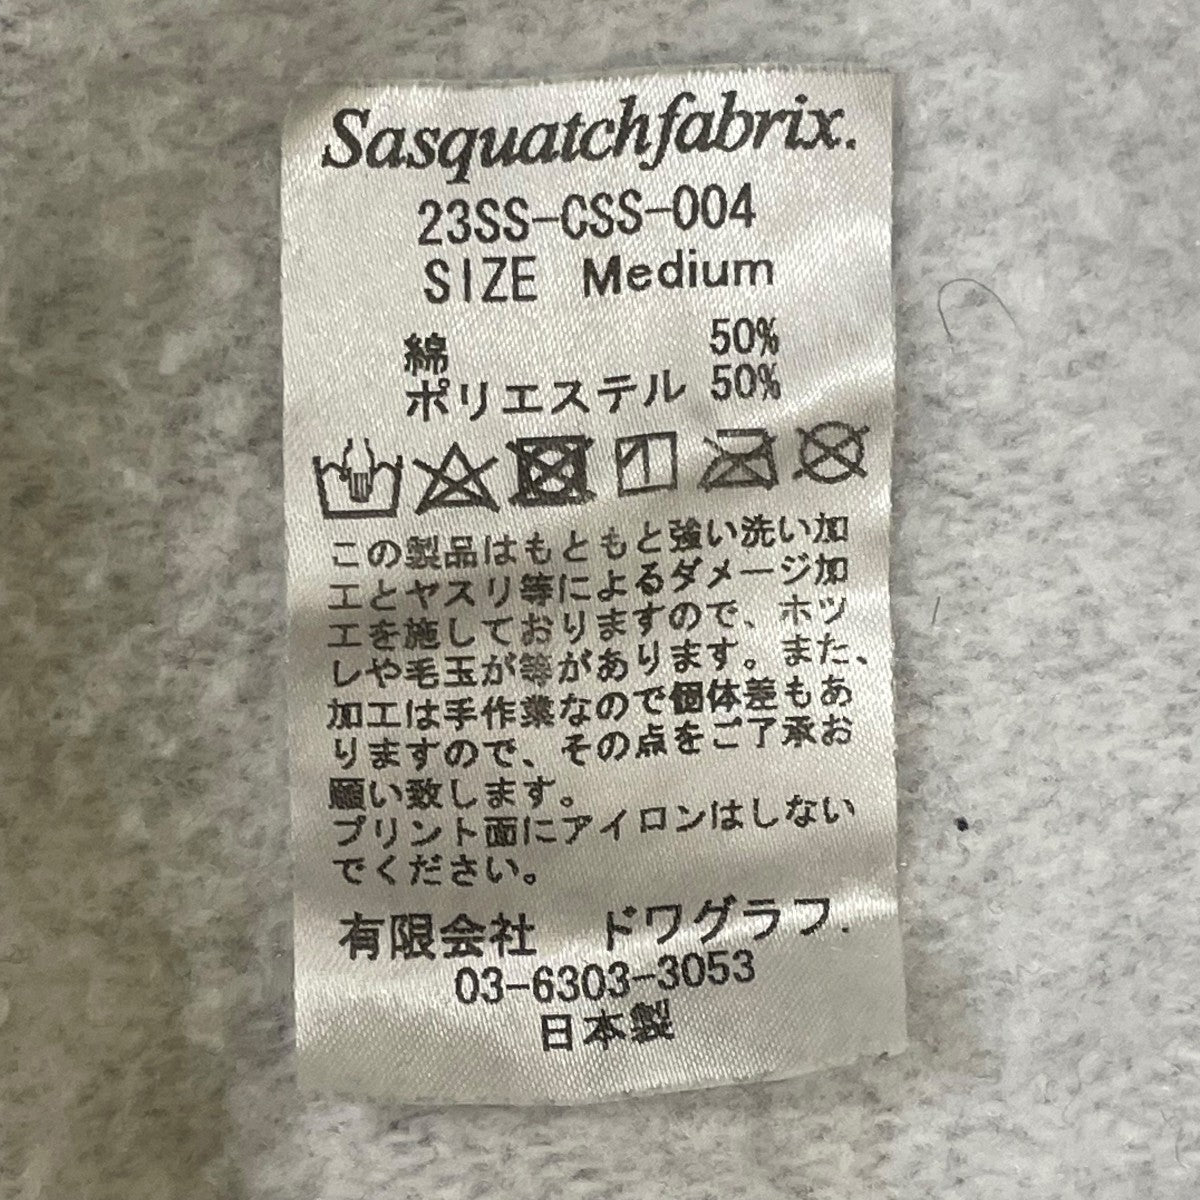 Sasquatchfabrix.
23SS-CSS-004
SIZE Medium
綿 50%
ポリエステル 50%
この製品はもともと強い洗い加
工とヤスリ等によるダメージ加
工を施しておりますので、ホツ
レや毛玉が等があります。また、
加工は手作業なので個体差もあ
りますので、その点をご了承お
願い致します。
プリント面にアイロンはしない
でください。
有限会社 ドワグラフ.
03-6303-3053
日本製